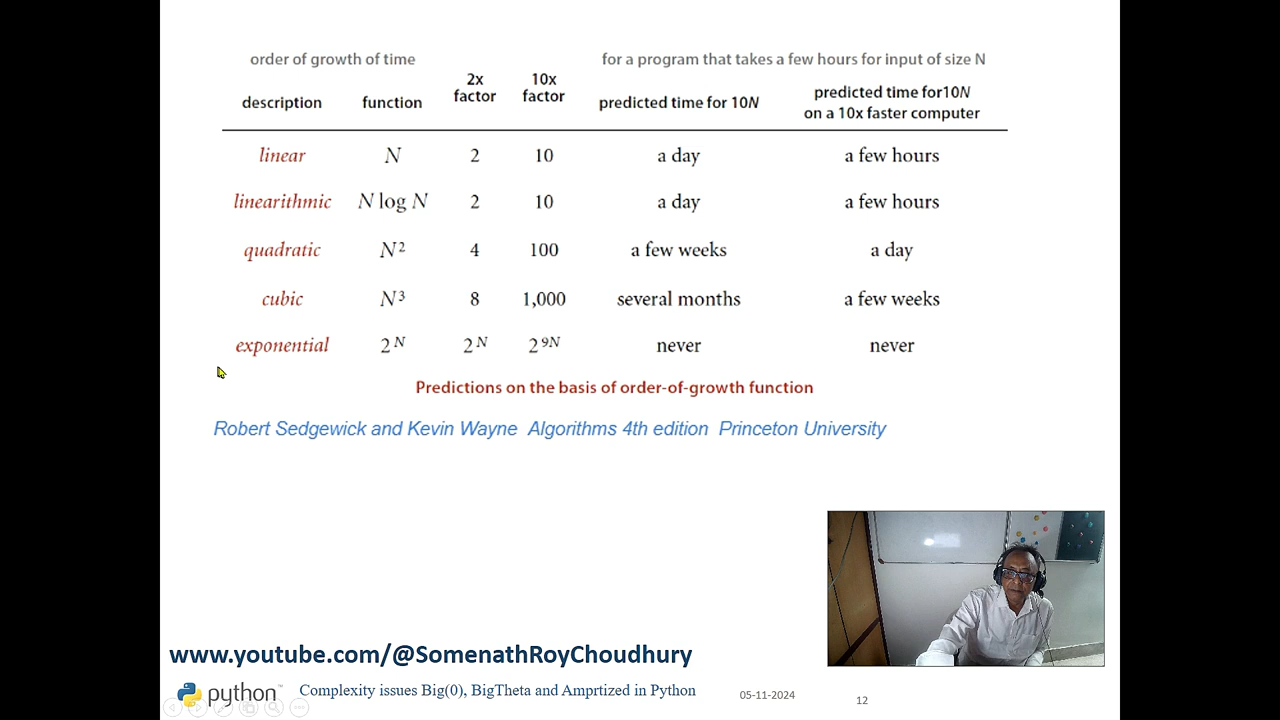 order of growth of time for a program that takes a few hours for input of size N
description function 2x factor 10x factor predicted time for 10N predicted time for10N on a 10x faster computer
linear N 2 10 a day a few hours
linearithmic N log N 2 10 a day a few hours
quadratic N² 4 100 a few weeks a day
cubic N³ 8 1,000 several months a few weeks
exponential 2ᴺ 2ᴺ 2⁹ᴺ never never
Predictions on the basis of order-of-growth function
Robert Sedgewick and Kevin Wayne Algorithms 4th edition Princeton University
www.youtube.com/@SomenathRoyChoudhury
python™ Complexity issues Big(0), BigTheta and Amprtized in Python 05-11-2024 12